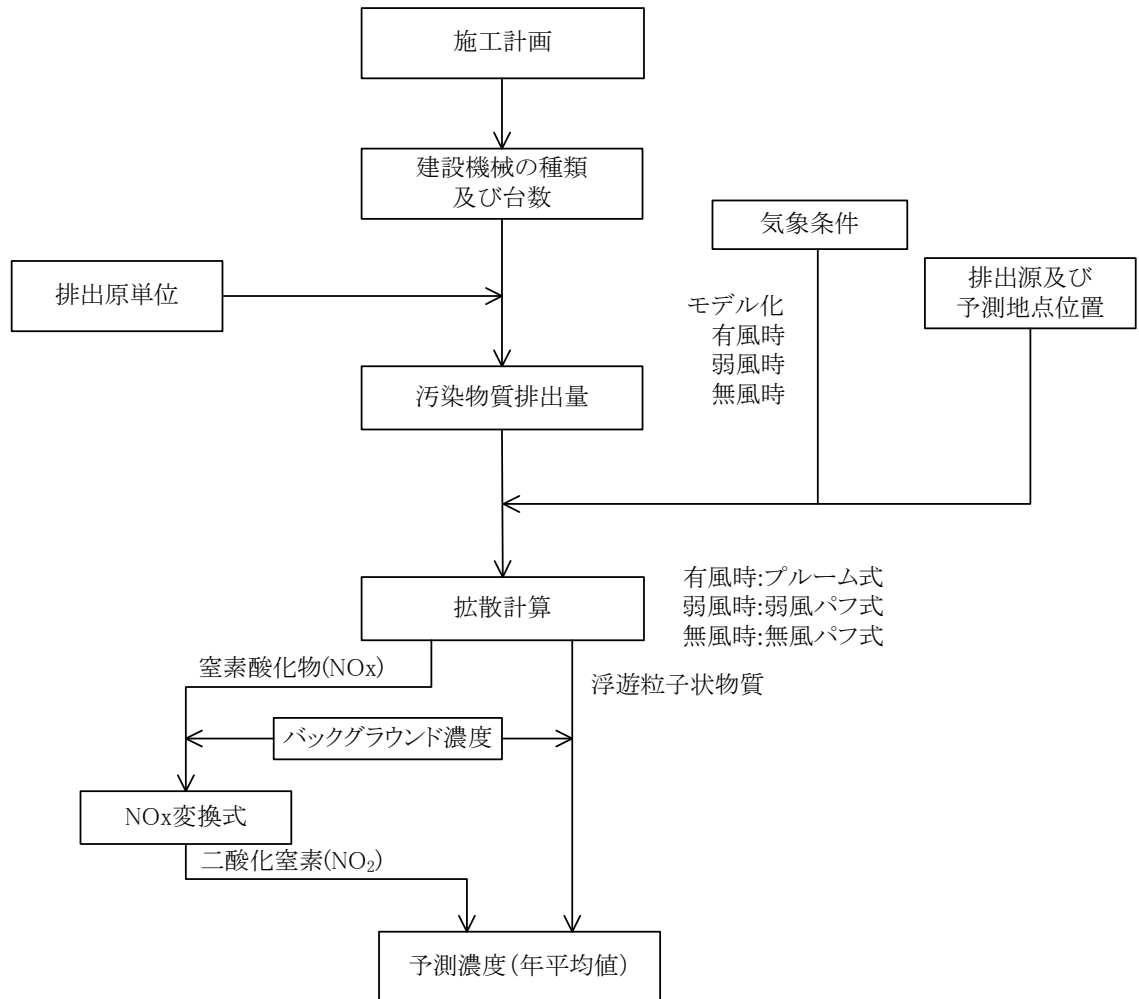 施工計画
建設機械の種類
及び台数
気象条件
排出原単位
排出源及び
予測地点位置
モデル化
有風時
弱風時
無風時
汚染物質排出量
拡散計算
有風時:プルーム式
弱風時:弱風パフ式
無風時:無風パフ式
窒素酸化物(NOx)
浮遊粒子状物質
バックグラウンド濃度
NOx変換式
二酸化窒素(NO₂)
予測濃度(年平均値)